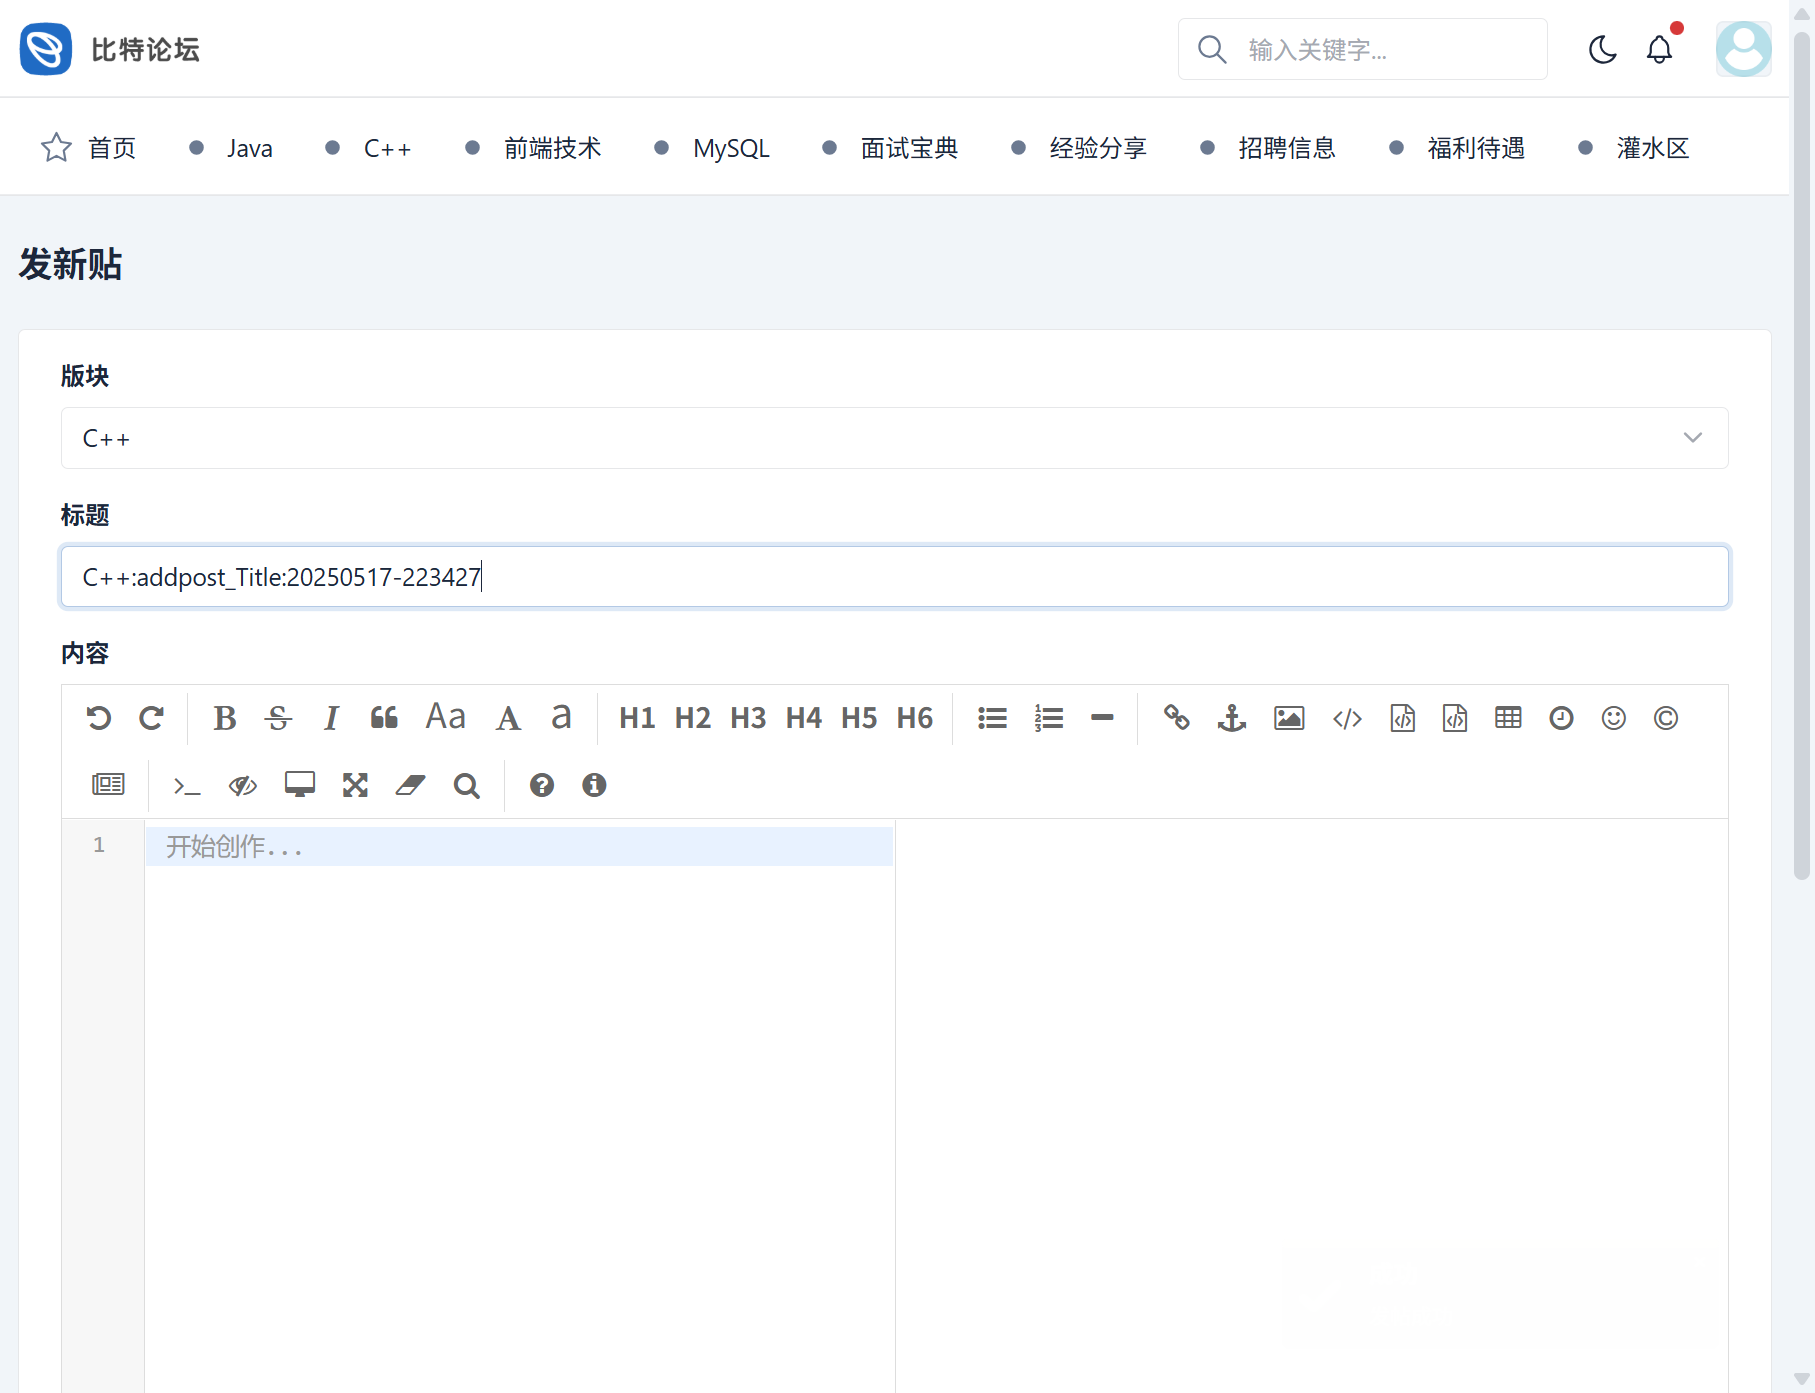 比特论坛
输入关键字...
首页 Java C++ 前端技术 MySQL 面试宝典 经验分享 招聘信息 福利待遇 灌水区
发新贴
版块
C++
标题
C++:addpost_Title:20250517-223427
内容
B S I Aa A a H1 H2 H3 H4 H5 H6
1 开始创作...